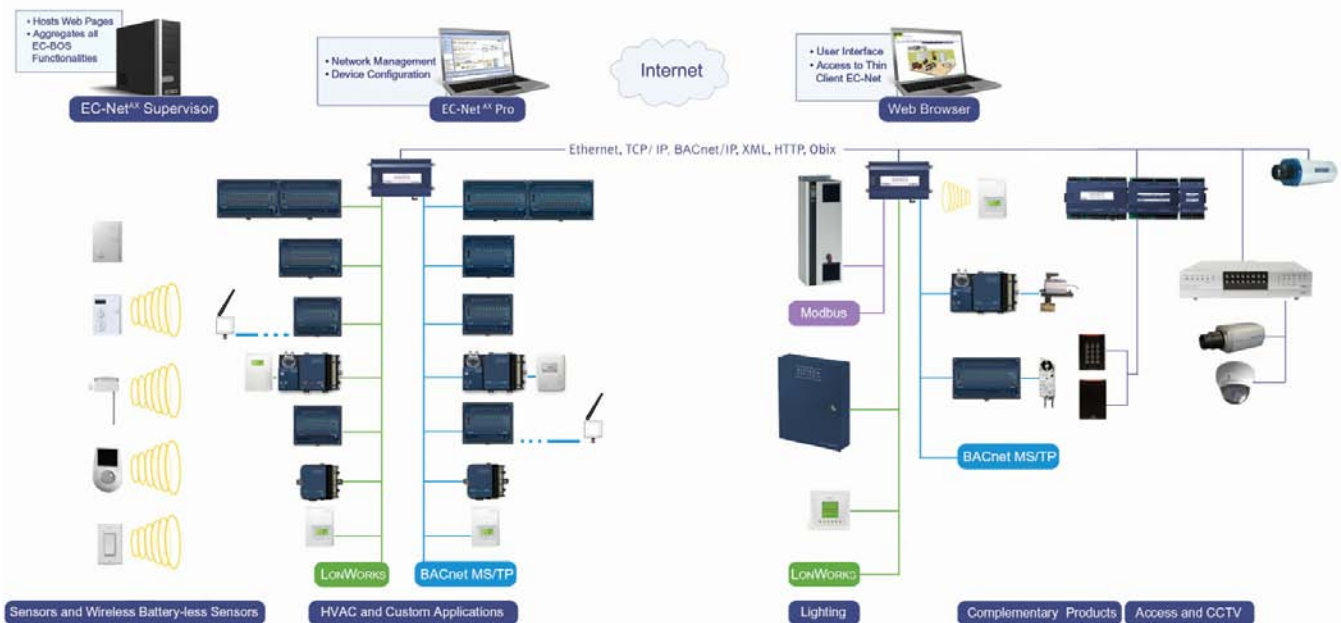 • Hosts Web Pages
• Aggregates all
EC-BOS
Functionalities
EC-Netᴬˣ Supervisor
• Network Management
• Device Configuration
EC-Netᴬˣ Pro
Internet
• User Interface
• Access to Thin
Client EC-Net
Web Browser
Ethernet, TCP/ IP, BACnet/IP, XML, HTTP, Obix
Modbus
BACnet MS/TP
LONWORKS
BACnet MS/TP
LONWORKS
Sensors and Wireless Battery-less Sensors
HVAC and Custom Applications
Lighting
Complementary Products
Access and CCTV